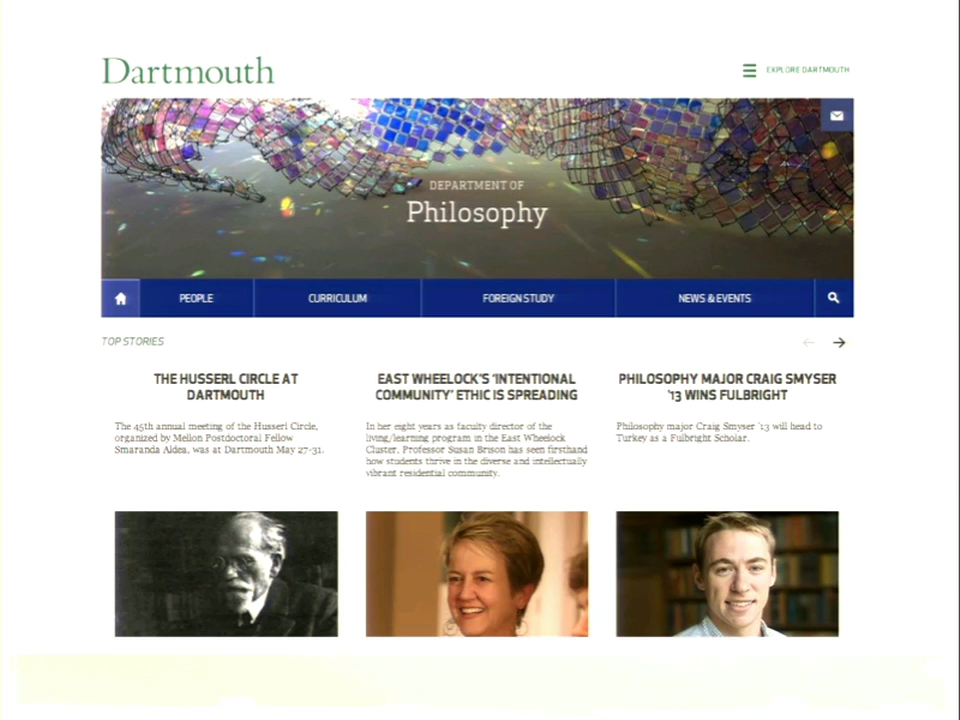 Dartmouth
EXPLORE DARTMOUTH
DEPARTMENT OF
Philosophy
PEOPLE
CURRICULUM
FOREIGN STUDY
NEWS & EVENTS
TOP STORIES
THE HUSSERL CIRCLE AT
DARTMOUTH
The 45th annual meeting of the Husserl Circle,
organized by Mellon Postdoctoral Fellow
Smaranda Aldea, was at Dartmouth May 27-31.
EAST WHEELOCK'S 'INTENTIONAL
COMMUNITY' ETHIC IS SPREADING
In her eight years as faculty director of the
living/learning program in the East Wheelock
Cluster, Professor Susan Brison has seen firsthand
how students thrive in the diverse and intellectually
vibrant residential community.
PHILOSOPHY MAJOR CRAIG SMYSER
'13 WINS FULBRIGHT
Philosophy major Craig Smyser '13 will head to
Turkey as a Fulbright Scholar.